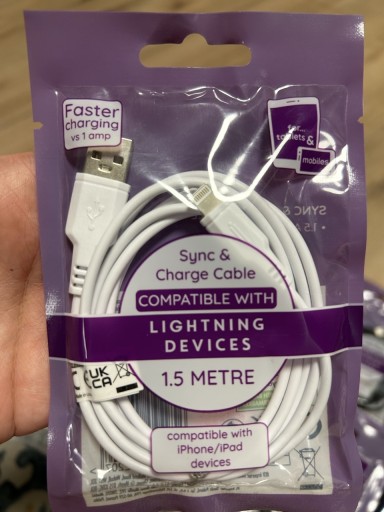 Faster
charging
vs 1 amp
for...
tablets &
mobiles
Sync &
Charge Cable
COMPATIBLE WITH
LIGHTNING
DEVICES
1.5 METRE
UK
CA
compatible with
iPhone/iPad
devices